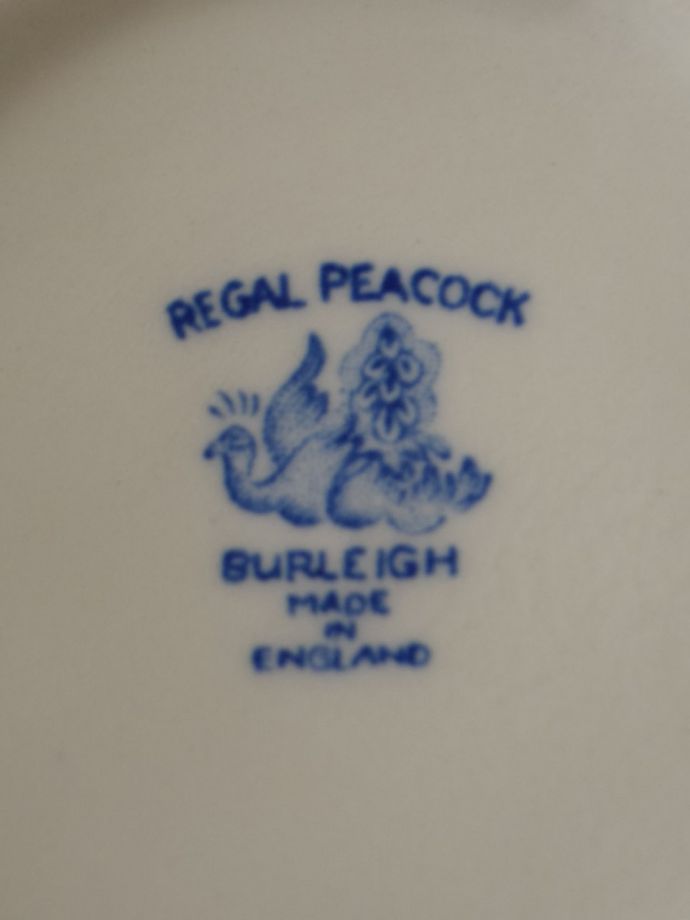 REGAL PEACOCK
BURLEIGH
MADE
IN
ENGLAND